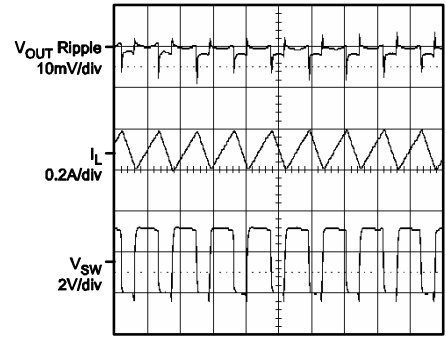 V_OUT Ripple
10mV/div
I_L
0.2A/div
V_SW
2V/div